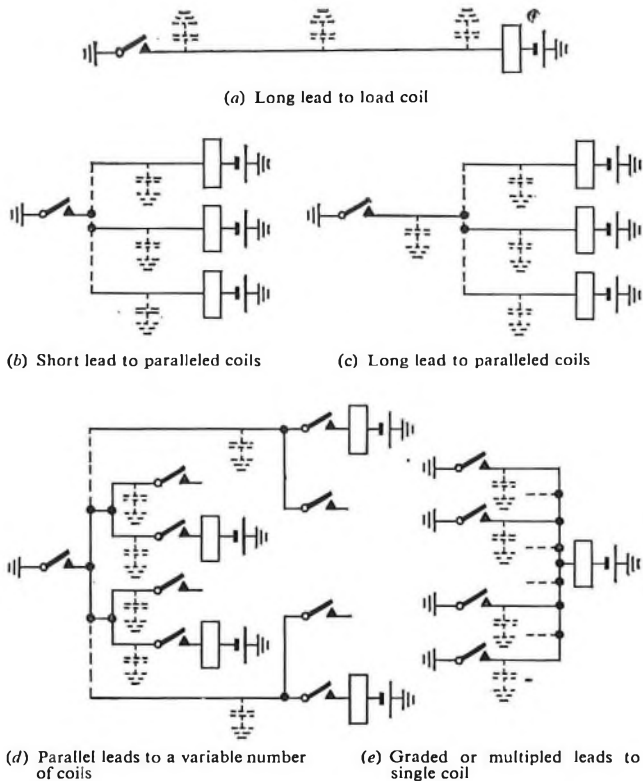 (a) Long lead to load coil
(b) Short lead to paralleled coils
(c) Long lead to paralleled coils
(d) Parallel leads to a variable number
of coils
(e) Graded or multipled leads to
single coil